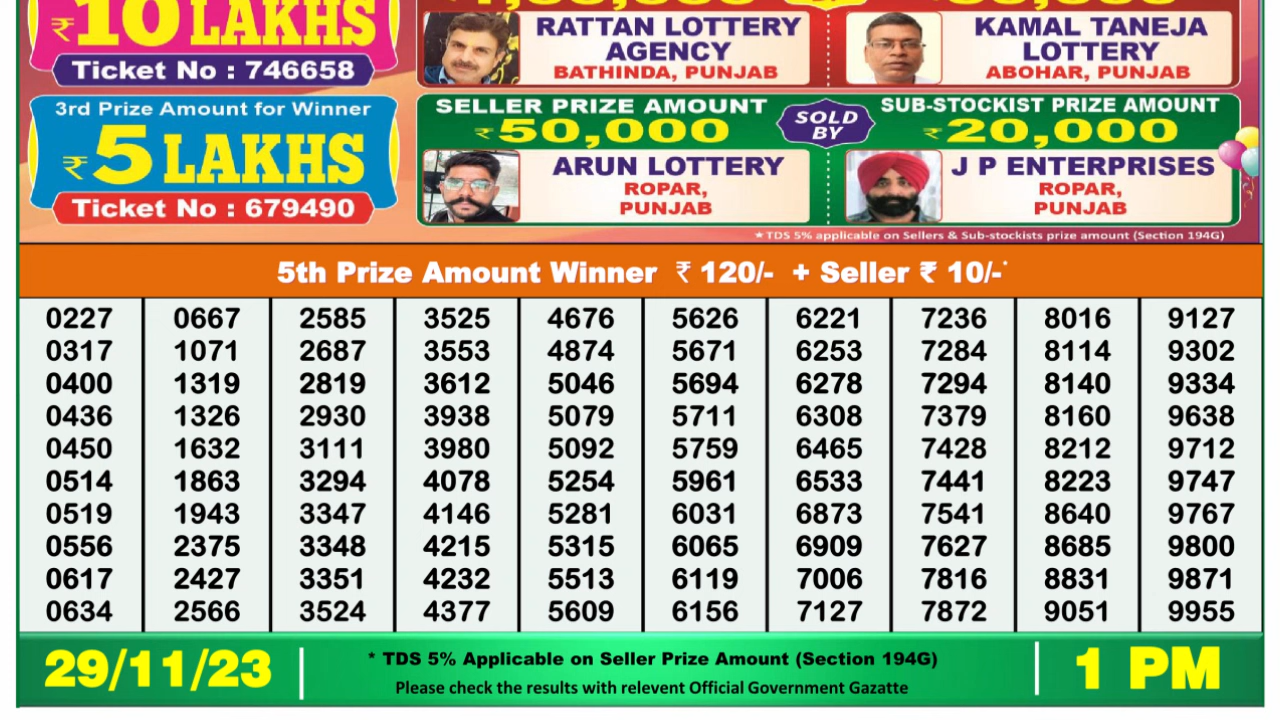 ₹10 LAKHS
Ticket No : 746658
RATTAN LOTTERY
AGENCY
BATHINDA, PUNJAB
KAMAL TANEJA
LOTTERY
ABOHAR, PUNJAB
3rd Prize Amount for Winner
₹5 LAKHS
Ticket No : 679490
SELLER PRIZE AMOUNT
₹50,000
SOLD
BY
SUB-STOCKIST PRIZE AMOUNT
₹20,000
ARUN LOTTERY
ROPAR,
PUNJAB
J P ENTERPRISES
ROPAR,
PUNJAB
★TDS 5% applicable on Sellers & Sub-stockists prize amount (Section 194G)
5th Prize Amount Winner ₹ 120/- + Seller ₹ 10/-*
0227 0667 2585 3525 4676 5626 6221 7236 8016 9127
0317 1071 2687 3553 4874 5671 6253 7284 8114 9302
0400 1319 2819 3612 5046 5694 6278 7294 8140 9334
0436 1326 2930 3938 5079 5711 6308 7379 8160 9638
0450 1632 3111 3980 5092 5759 6465 7428 8212 9712
0514 1863 3294 4078 5254 5961 6533 7441 8223 9747
0519 1943 3347 4146 5281 6031 6873 7541 8640 9767
0556 2375 3348 4215 5315 6065 6909 7627 8685 9800
0617 2427 3351 4232 5513 6119 7006 7816 8831 9871
0634 2566 3524 4377 5609 6156 7127 7872 9051 9955
29/11/23
* TDS 5% Applicable on Seller Prize Amount (Section 194G)
Please check the results with relevent Official Government Gazatte
1 PM